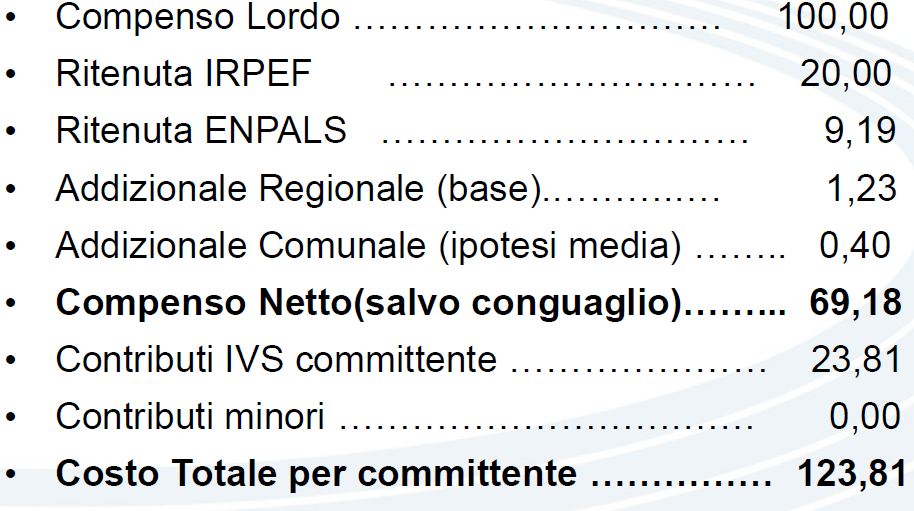 • Compenso Lordo ………………………… 100,00
• Ritenuta IRPEF ………………………… 20,00
• Ritenuta ENPALS ………………………… 9,19
• Addizionale Regionale (base)………….… 1,23
• Addizionale Comunale (ipotesi media) …….. 0,40
• Compenso Netto(salvo conguaglio)…….. 69,18
• Contributi IVS committente ………………… 23,81
• Contributi minori …………………………… 0,00
• Costo Totale per committente …………… 123,81